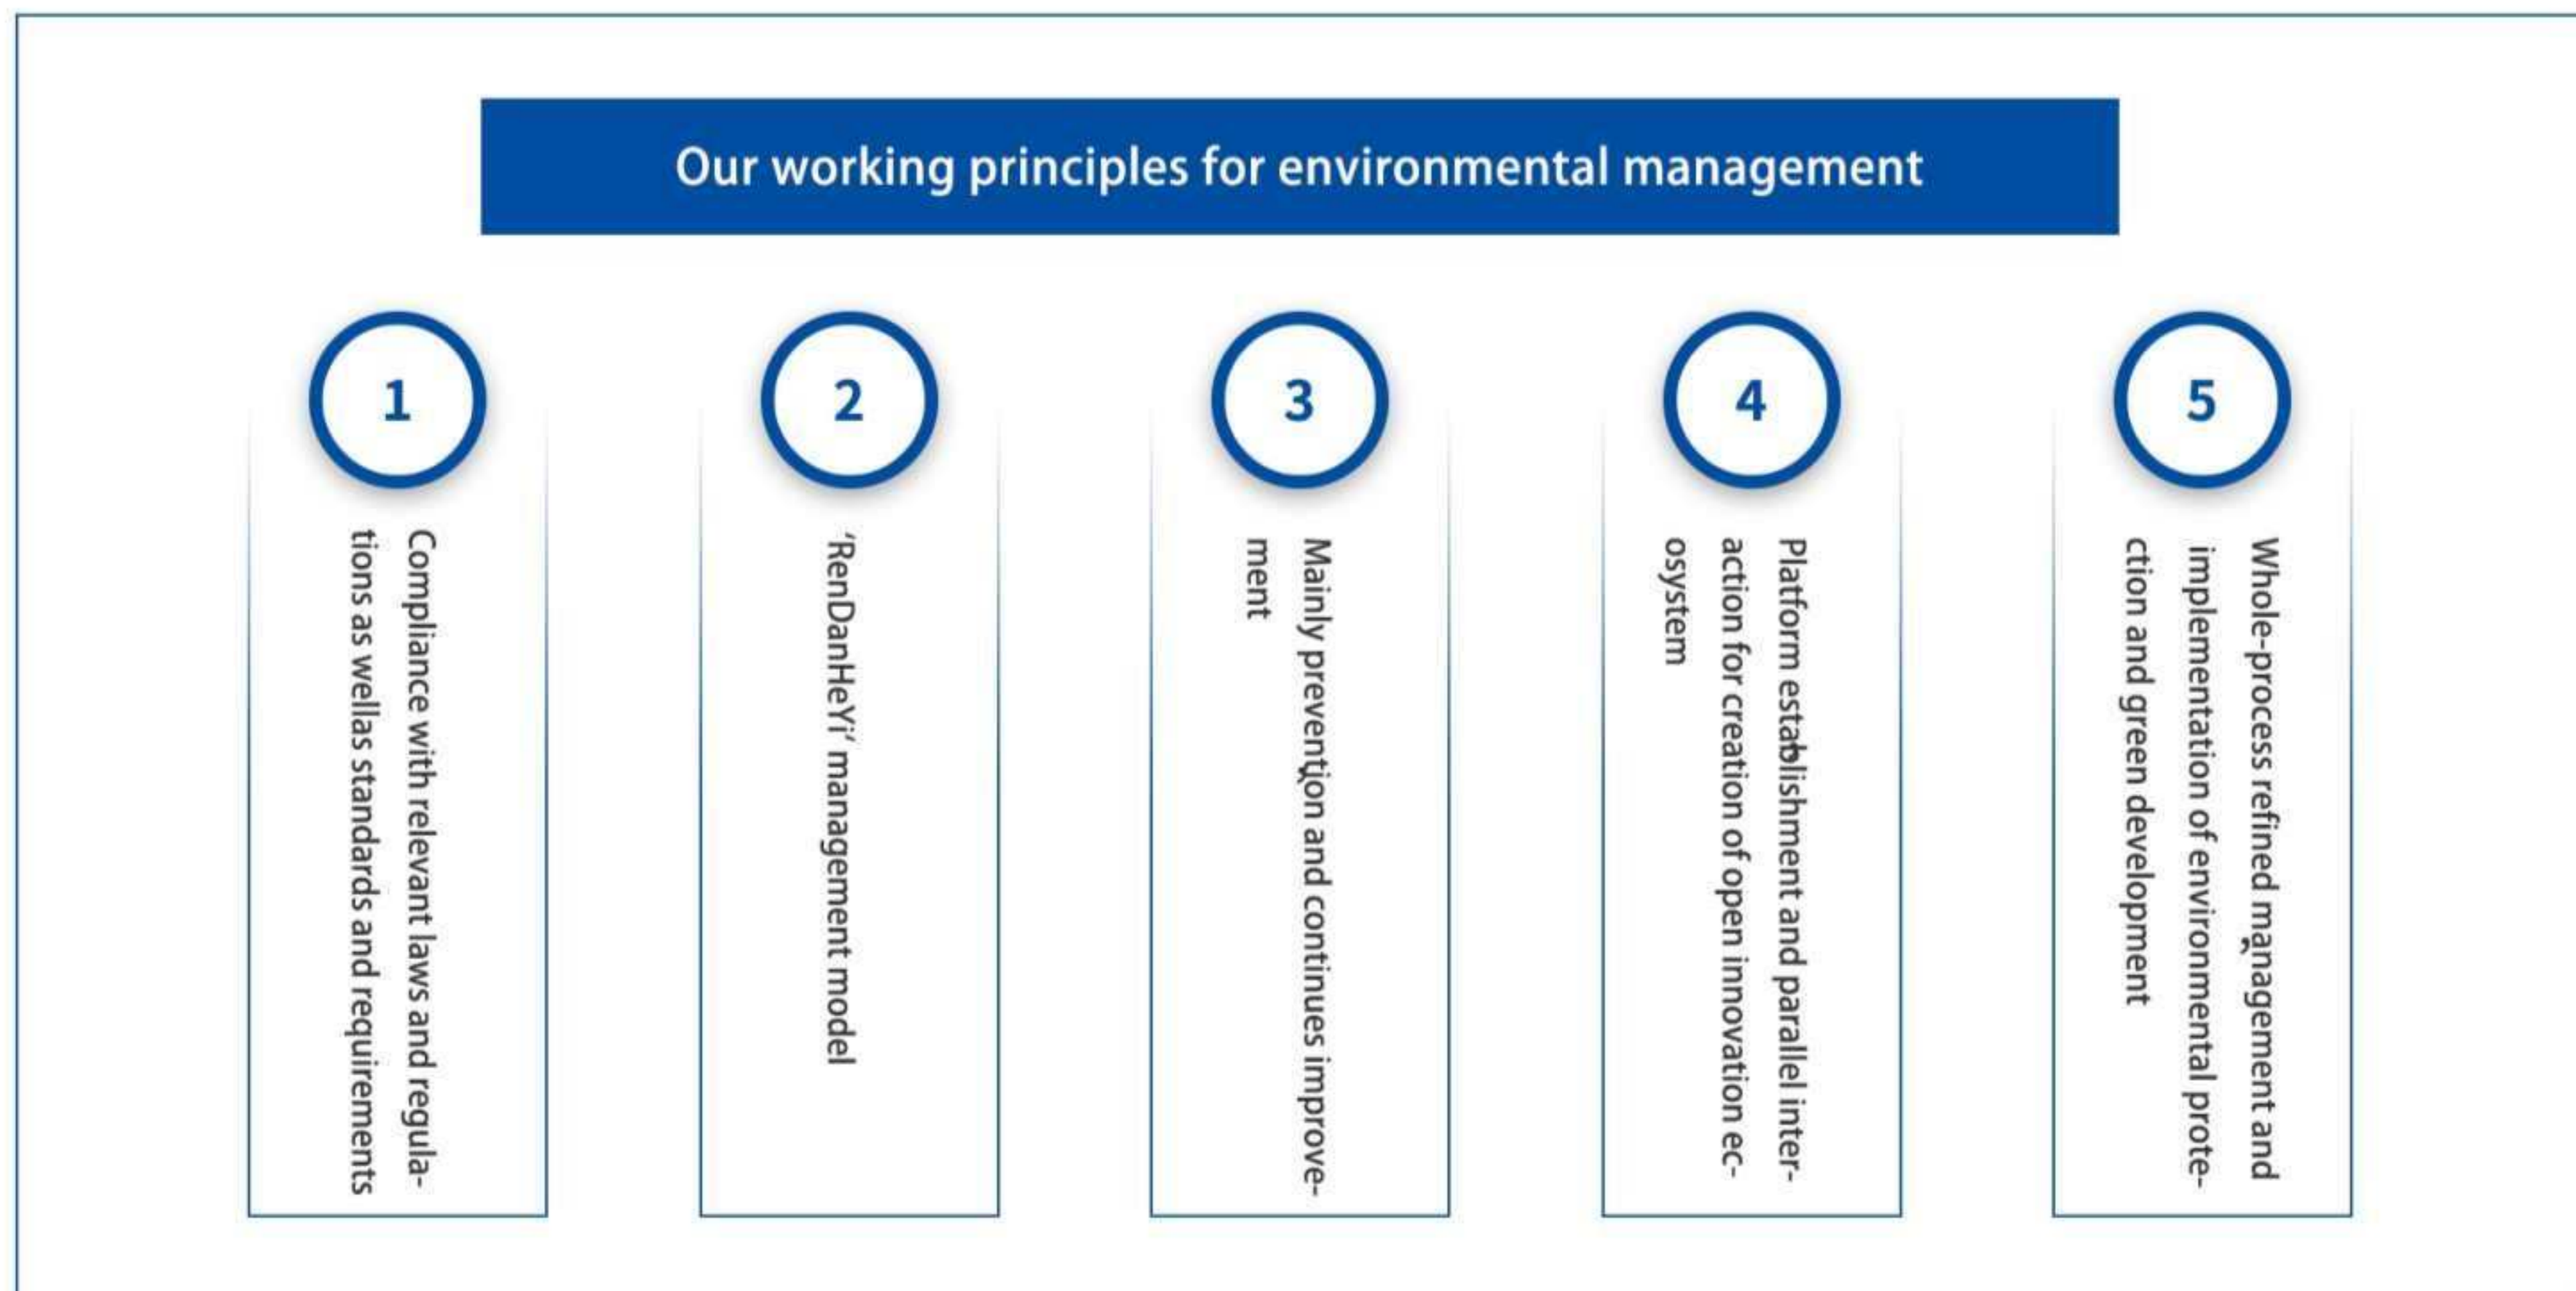 Our working principles for environmental management
1
Compliance with relevant laws and regula-
tions as wellas standards and requirements
2
‘RenDanHeYi’ management model
3
Mainly prevention and continues improve-
ment
4
Platform establishment and parallel inter-
action for creation of open innovation ec-
osystem
5
Whole-process refined management and
implementation of environmental prote-
ction and green development